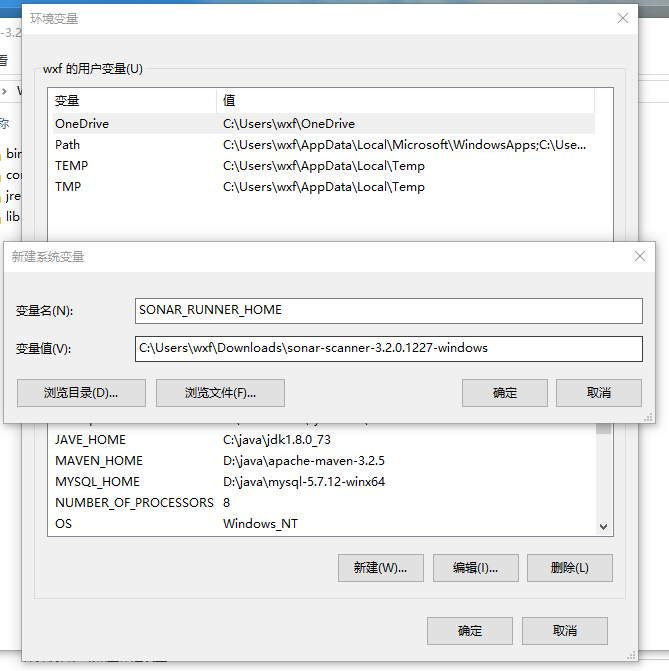 环境变量
-3.2
看
wxf 的用户变量(U)
变量 值
称
OneDrive C:\Users\wxf\OneDrive
Path C:\Users\wxf\AppData\Local\Microsoft\WindowsApps;C:\Use...
bin
TEMP C:\Users\wxf\AppData\Local\Temp
TMP C:\Users\wxf\AppData\Local\Temp
jre
lib
新建系统变量
变量名(N): SONAR_RUNNER_HOME
变量值(V): C:\Users\wxf\Downloads\sonar-scanner-3.2.0.1227-windows
浏览目录(D)... 浏览文件(F)... 确定 取消
JAVE_HOME C:\java\jdk1.8.0_73
MAVEN_HOME D:\java\apache-maven-3.2.5
MYSQL_HOME D:\java\mysql-5.7.12-winx64
NUMBER_OF_PROCESSORS 8
OS Windows_NT
新建(W)... 编辑(I)... 删除(L)
确定 取消